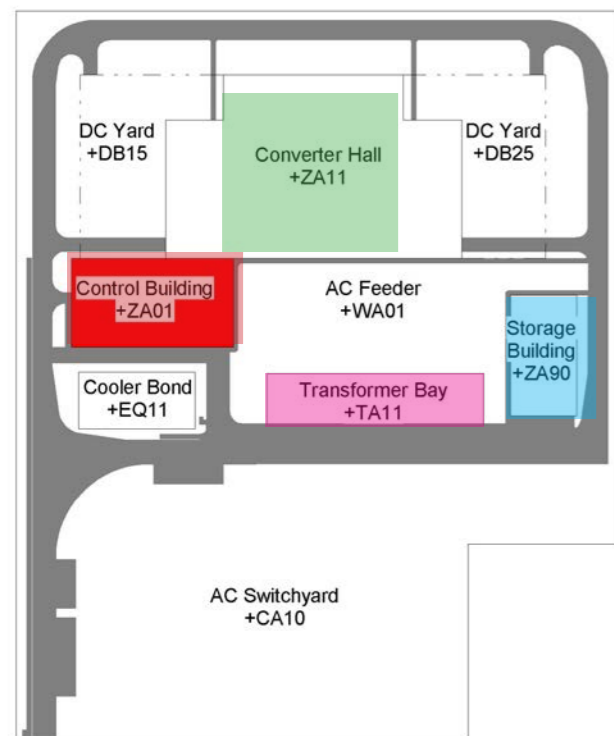 DC Yard
+DB15
Converter Hall
+ZA11
DC Yard
+DB25
Control Building
+ZA01
AC Feeder
+WA01
Storage
Building
+ZA90
Cooler Bond
+EQ11
Transformer Bay
+TA11
AC Switchyard
+CA10